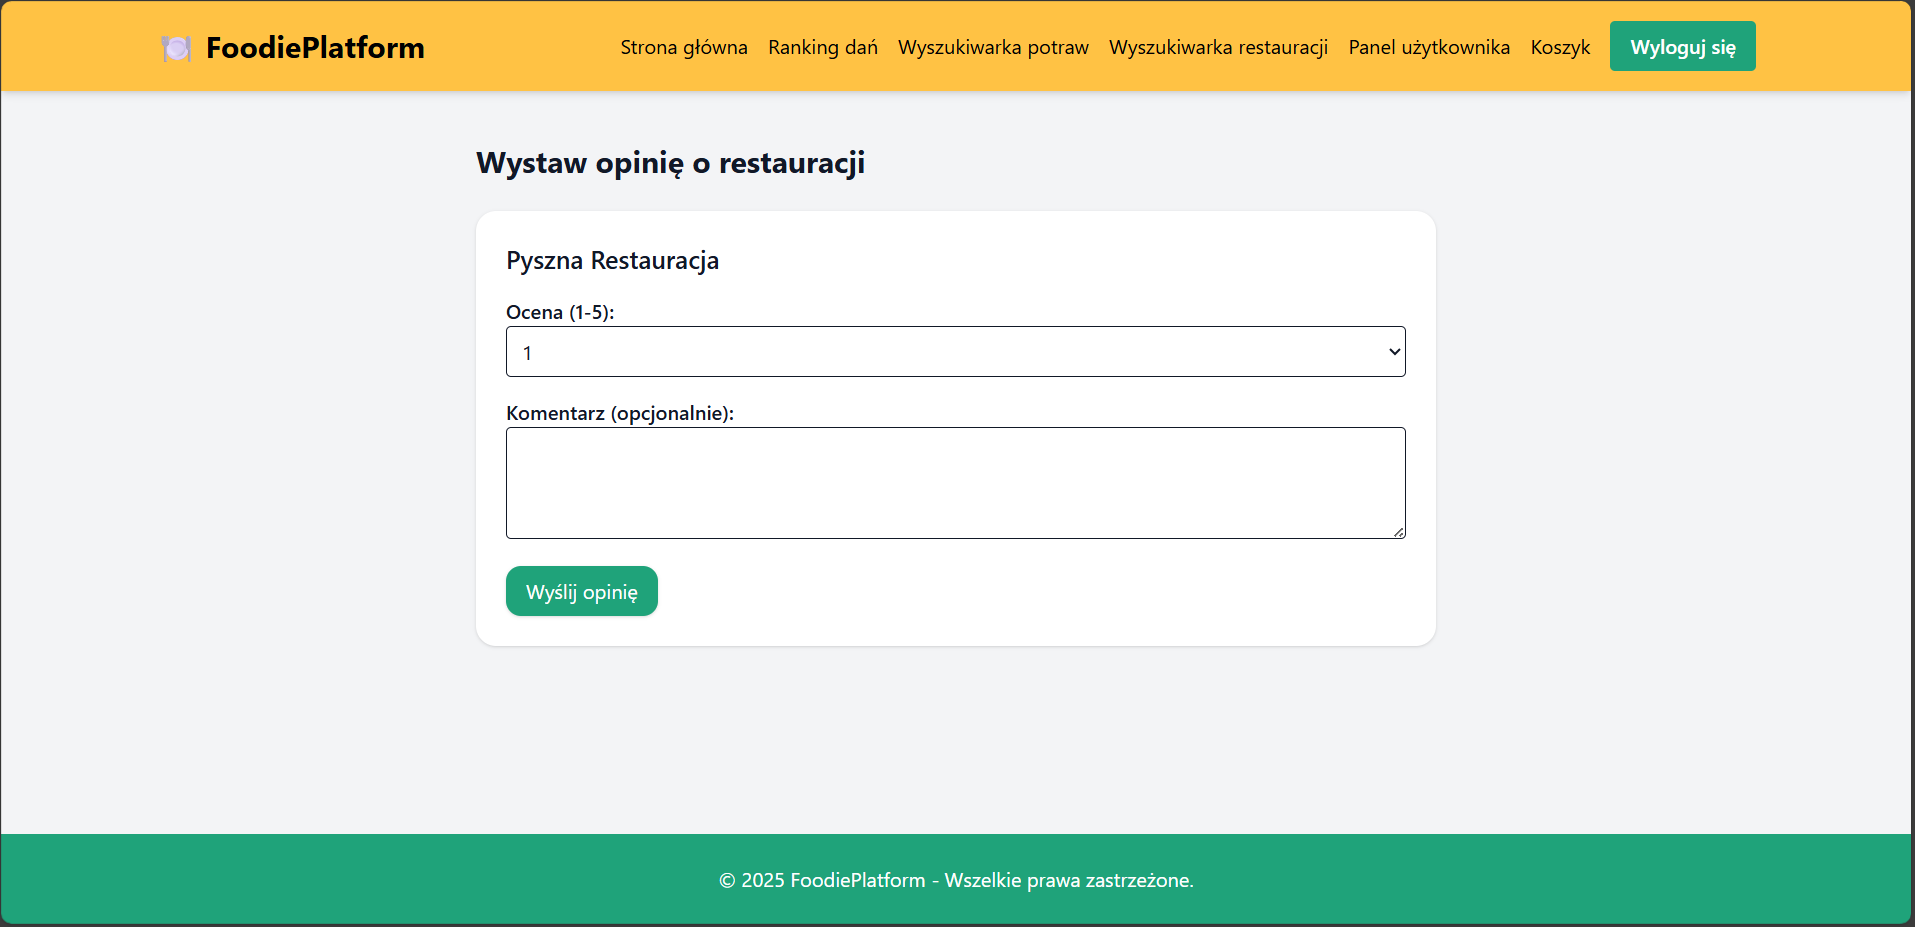 FoodiePlatform
Strona główna Ranking dań Wyszukiwarka potraw Wyszukiwarka restauracji Panel użytkownika Koszyk Wyloguj się
Wystaw opinię o restauracji
Pyszna Restauracja
Ocena (1-5):
1
Komentarz (opcjonalnie):
Wyślij opinię
© 2025 FoodiePlatform - Wszelkie prawa zastrzeżone.